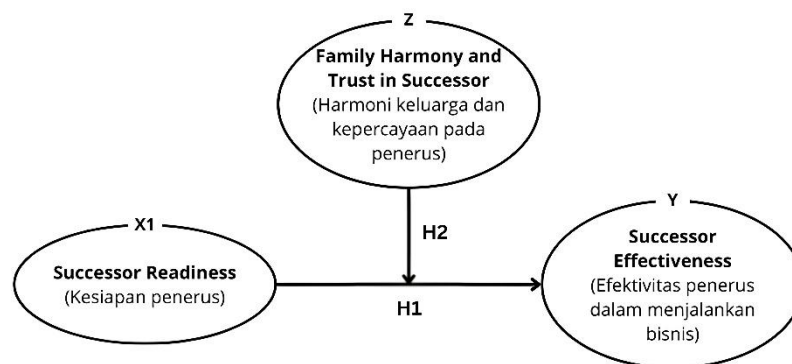 Z
Family Harmony and
Trust in Successor
(Harmoni keluarga dan
kepercayaan pada
penerus)
H2
X1
Successor Readiness
(Kesiapan penerus)
H1
Y
Successor
Effectiveness
(Efektivitas penerus
dalam menjalankan
bisnis)